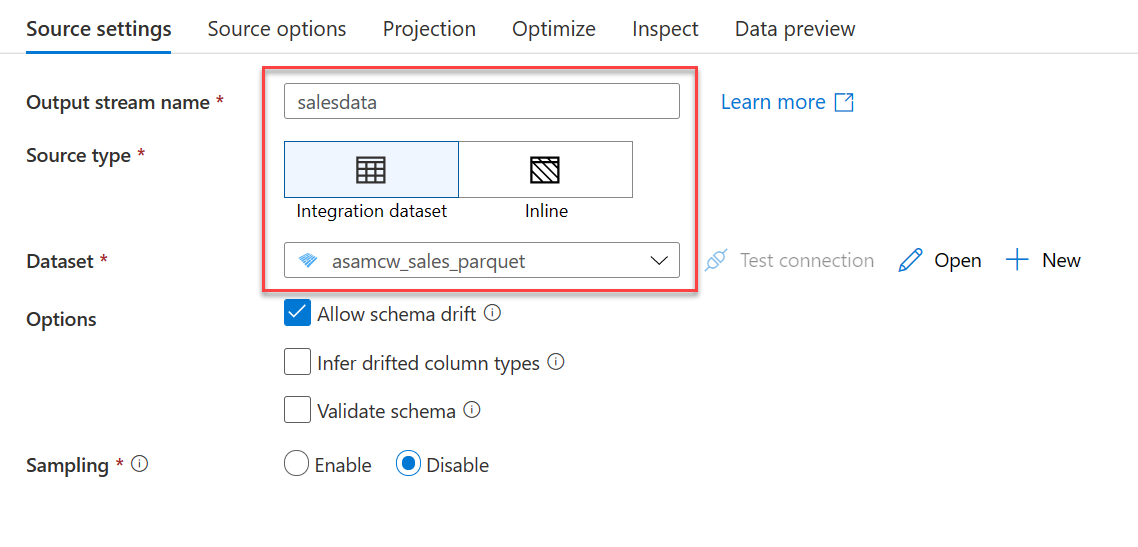 Source settings Source options Projection Optimize Inspect Data preview
Output stream name * salesdata Learn more
Source type *
Integration dataset Inline
Dataset * asamcw_sales_parquet Test connection Open New
Options Allow schema drift
Infer drifted column types
Validate schema
Sampling * Enable Disable